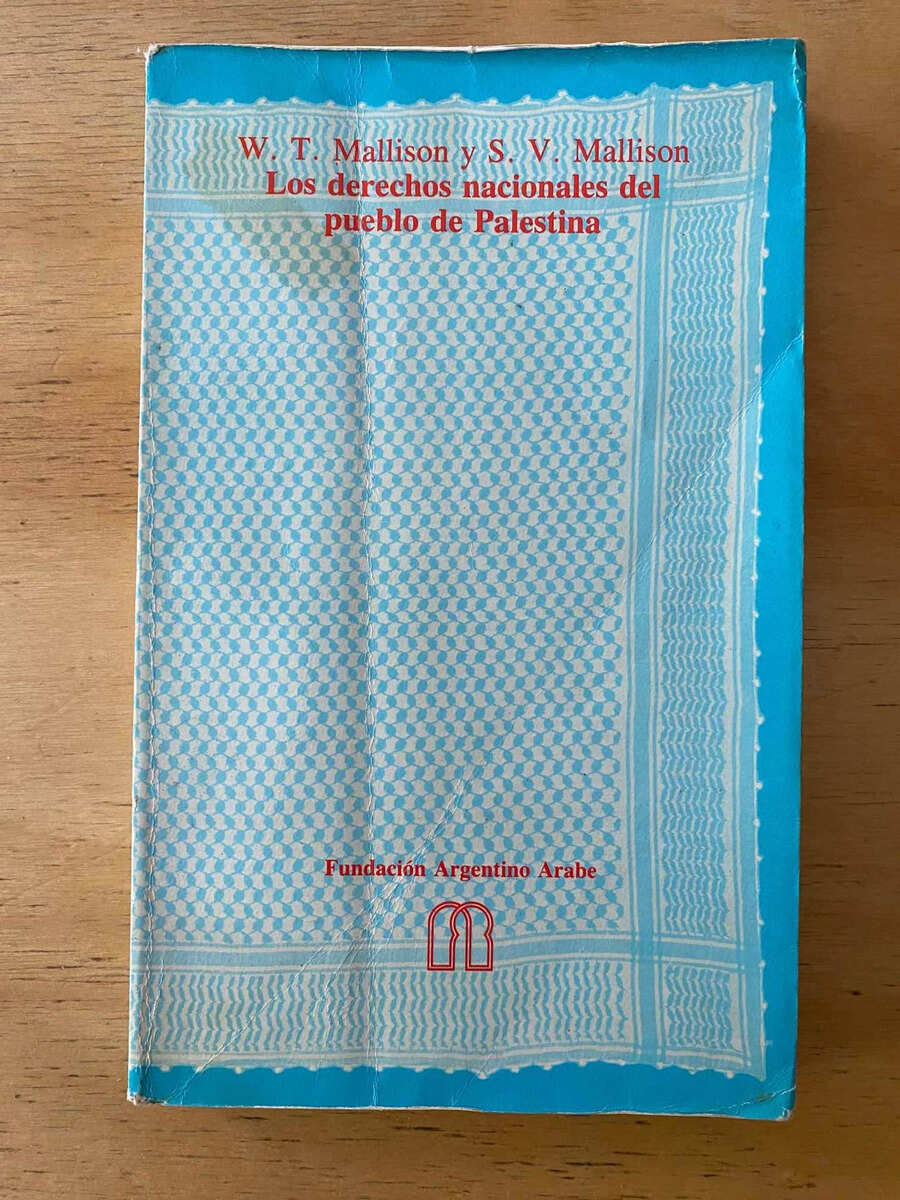 W. T. Mallison y S. V. Mallison
Los derechos nacionales del
pueblo de Palestina
Fundación Argentino Arabe